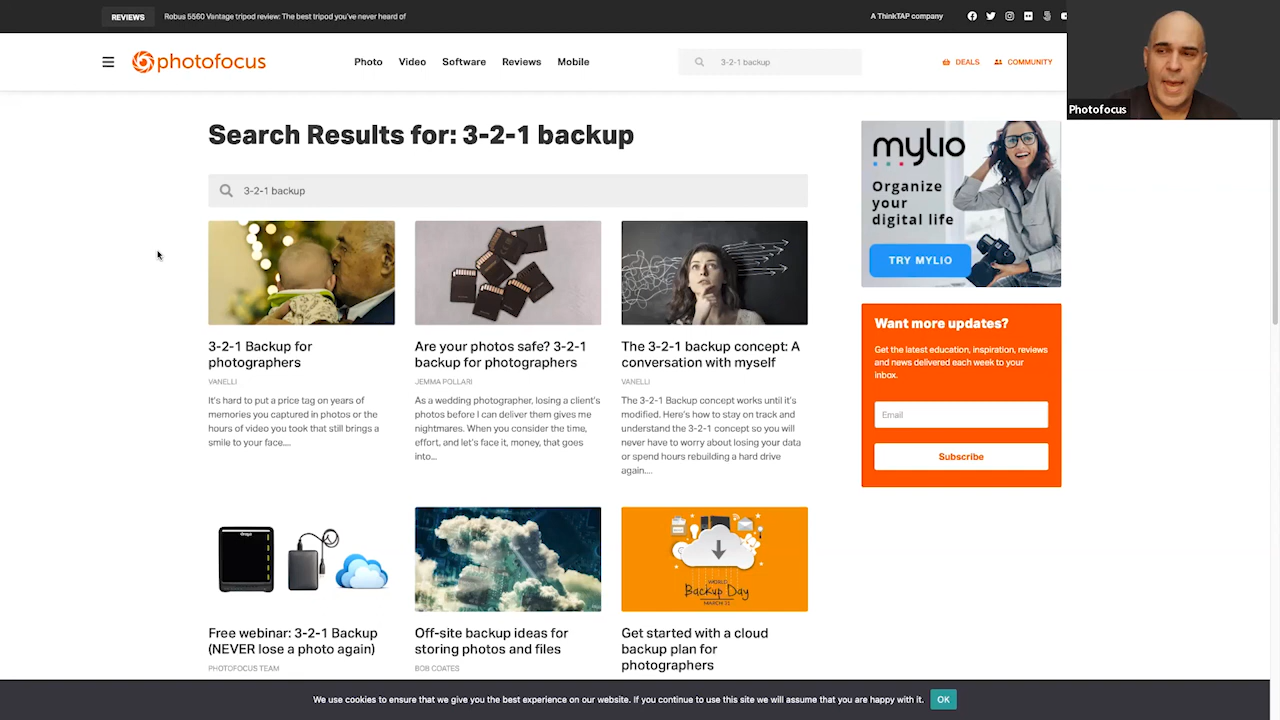 REVIEWS
Robus 5560 Vantage tripod review: The best tripod you've never heard of
A ThinkTAP company
photofocus
Photo
Video
Software
Reviews
Mobile
3-2-1 backup
DEALS
COMMUNITY
Photofocus
Search Results for: 3-2-1 backup
3-2-1 backup
mylio
Organize
your
digital life
TRY MYLIO
3-2-1 Backup for
photographers
VANELLI
It's hard to put a price tag on years of
memories you captured in photos or the
hours of video you took that still brings a
smile to your face....
Are your photos safe? 3-2-1
backup for photographers
JEMMA POLLARI
As a wedding photographer, losing a client's
photos before I can deliver them gives me
nightmares. When you consider the time,
effort, and let's face it, money, that goes
into...
The 3-2-1 backup concept: A
conversation with myself
VANELLI
The 3-2-1 Backup concept works until it's
modified. Here's how to stay on track and
understand the 3-2-1 concept so you will
never have to worry about losing your data
or spend hours rebuilding a hard drive
again....
Want more updates?
Get the latest education, inspiration, reviews
and news delivered each week to your
inbox.
Email
Subscribe
Free webinar: 3-2-1 Backup
(NEVER lose a photo again)
PHOTOFOCUS TEAM
Off-site backup ideas for
storing photos and files
BOB COATES
WORLD
Backup Day
MARCH 31
Get started with a cloud
backup plan for
photographers
We use cookies to ensure that we give you the best experience on our website. If you continue to use this site we will assume that you are happy with it.
OK